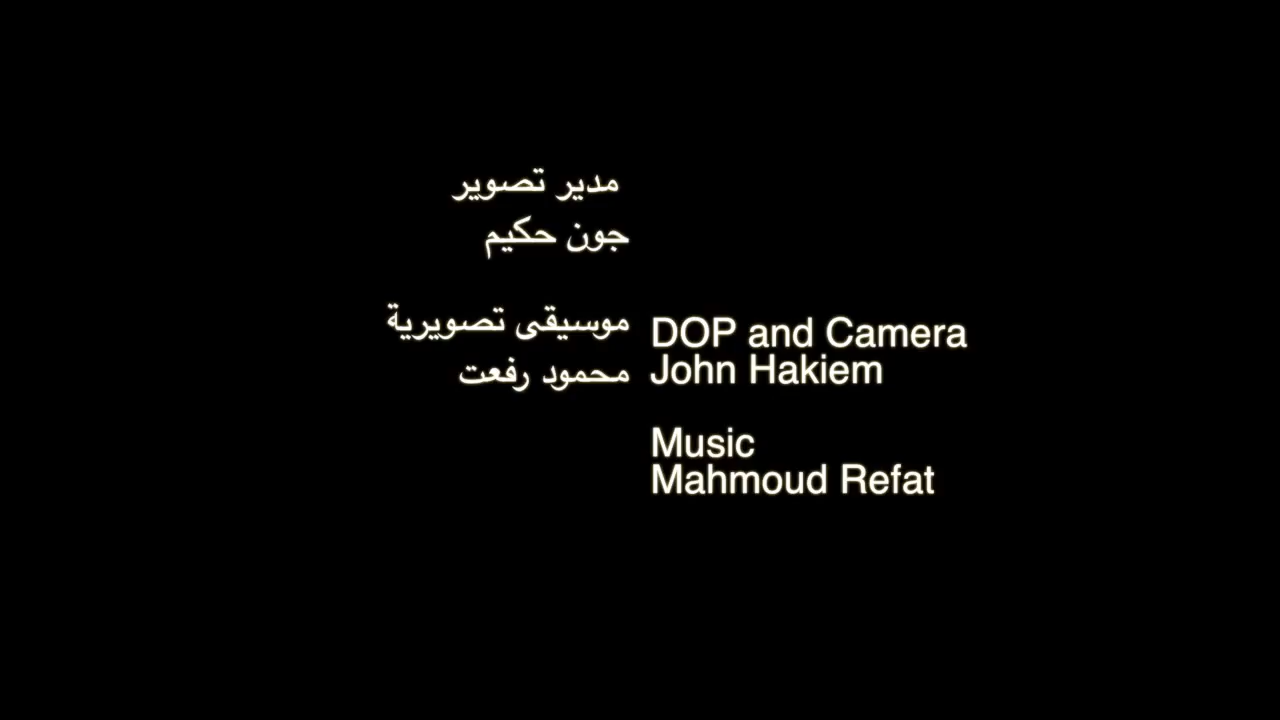 مدير تصوير
جون حكيم
موسيقى تصويرية
محمود رفعت
DOP and Camera
John Hakiem
Music
Mahmoud Refat